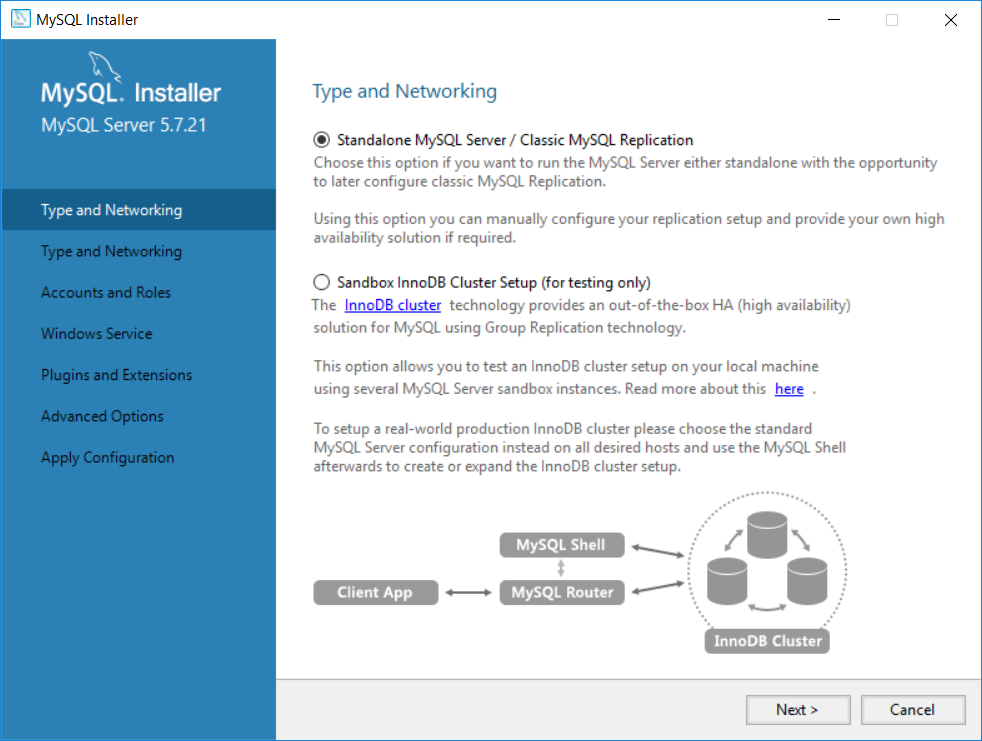 MySQL Installer
MySQL. Installer
MySQL Server 5.7.21
Type and Networking
Type and Networking
Accounts and Roles
Windows Service
Plugins and Extensions
Advanced Options
Apply Configuration
Type and Networking
Standalone MySQL Server / Classic MySQL Replication
Choose this option if you want to run the MySQL Server either standalone with the opportunity
to later configure classic MySQL Replication.
Using this option you can manually configure your replication setup and provide your own high
availability solution if required.
Sandbox InnoDB Cluster Setup (for testing only)
The InnoDB cluster technology provides an out-of-the-box HA (high availability)
solution for MySQL using Group Replication technology.
This option allows you to test an InnoDB cluster setup on your local machine
using several MySQL Server sandbox instances. Read more about this here .
To setup a real-world production InnoDB cluster please choose the standard
MySQL Server configuration instead on all desired hosts and use the MySQL Shell
afterwards to create or expand the InnoDB cluster setup.
MySQL Shell
Client App
MySQL Router
InnoDB Cluster
Next >
Cancel